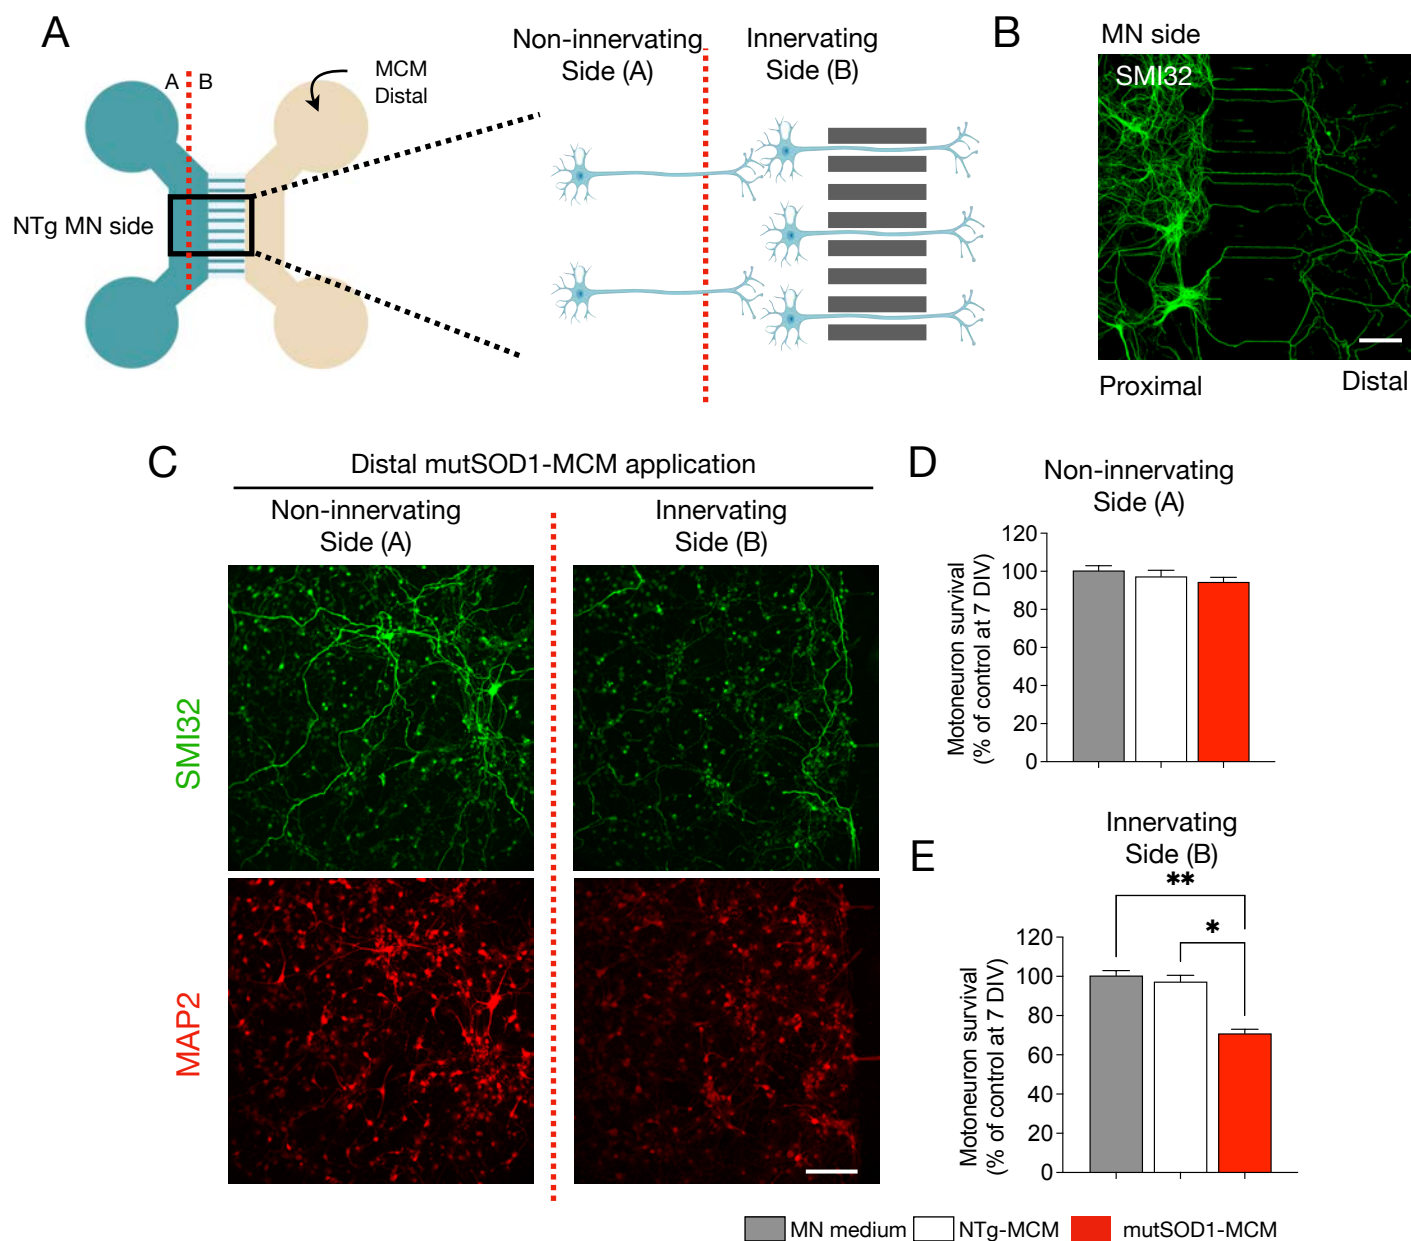 A
A B
MCM
Distal
NTg MN side
Non-innervating
Side (A)
Innervating
Side (B)
B
MN side
SMI32
Proximal
Distal
C
Distal mutSOD1-MCM application
Non-innervating
Side (A)
Innervating
Side (B)
SMI32
MAP2
D
Non-innervating
Side (A)
Motoneuron survival
(% of control at 7 DIV)
120
100
80
60
40
20
0
E
Innervating
Side (B)
**
*
Motoneuron survival
(% of control at 7 DIV)
120
100
80
60
40
20
0
MN medium NTg-MCM mutSOD1-MCM